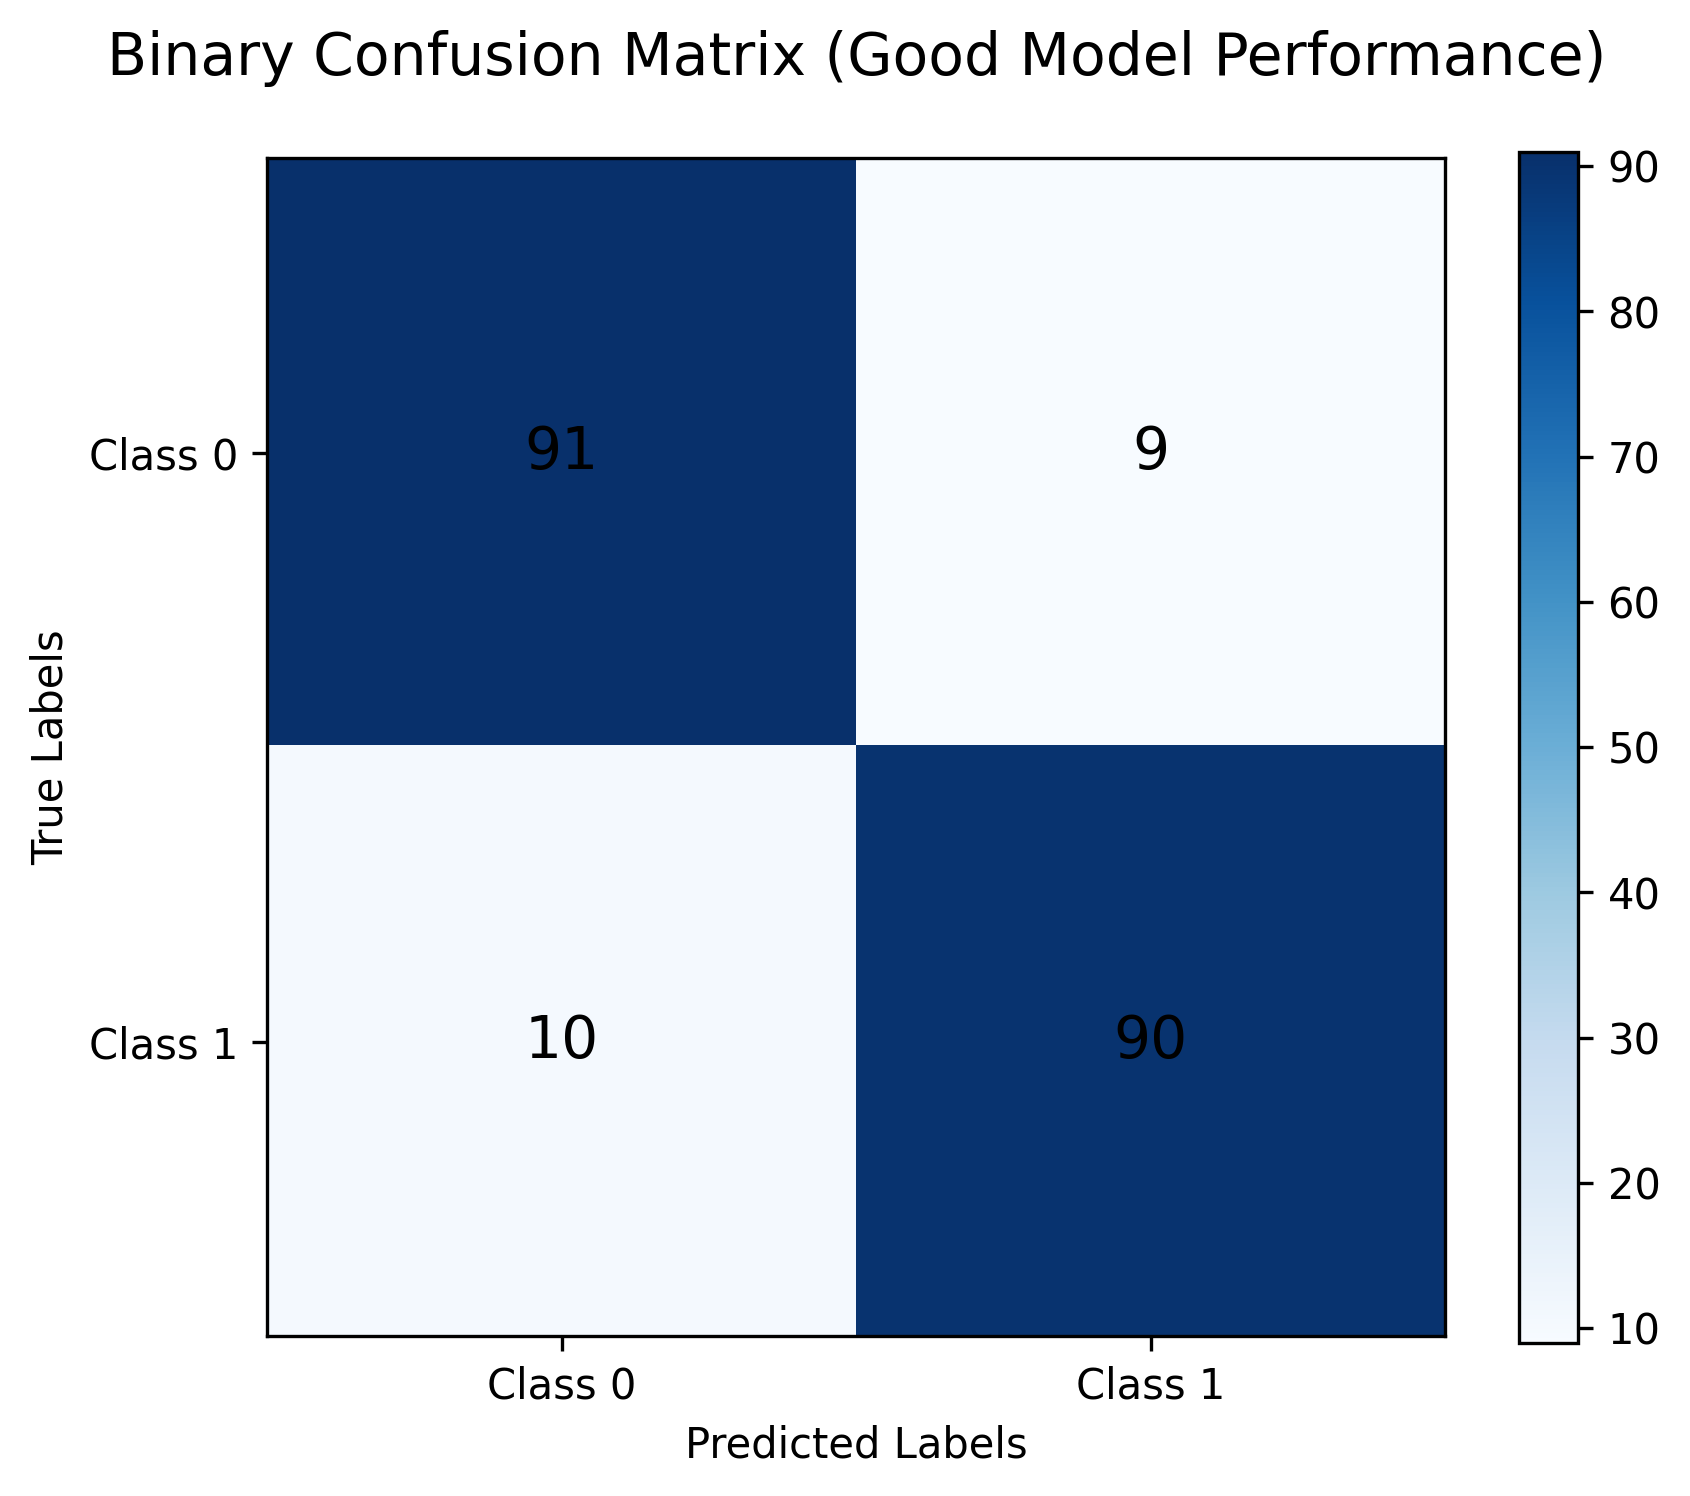 Binary Confusion Matrix (Good Model Performance)
90
80
70
60
50
40
30
20
10
True Labels
Class 0
91
9
Class 1
10
90
Class 0
Class 1
Predicted Labels